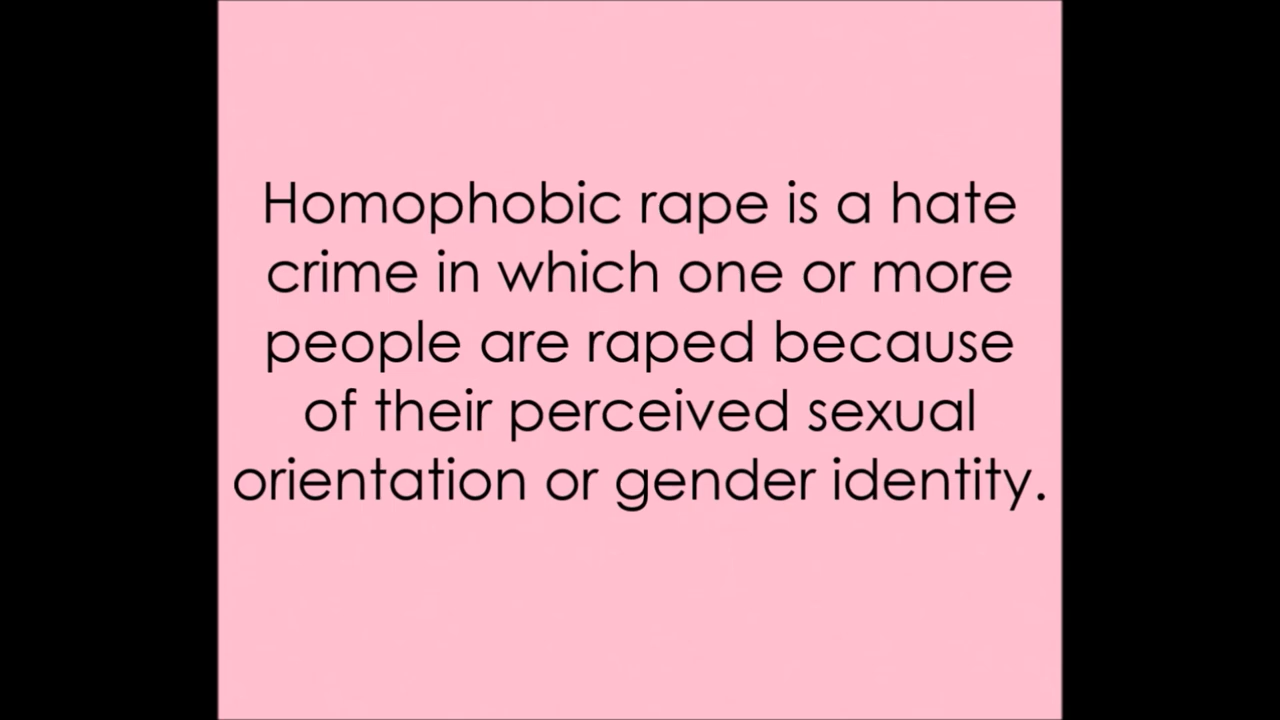 Homophobic rape is a hate
crime in which one or more
people are raped because
of their perceived sexual
orientation or gender identity.